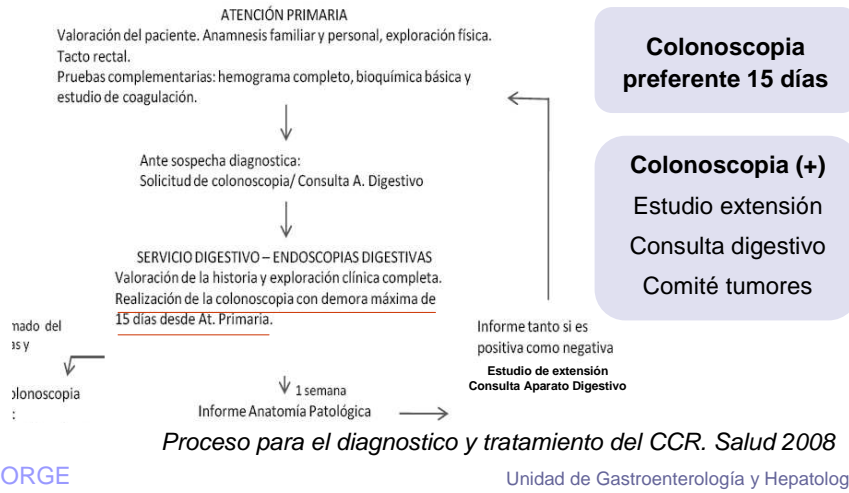 ATENCIÓN PRIMARIA
Valoración del paciente. Anamnesis familiar y personal, exploración física.
Tacto rectal.
Pruebas complementarias: hemograma completo, bioquímica básica y
estudio de coagulación.
Ante sospecha diagnostica:
Solicitud de colonoscopia/ Consulta A. Digestivo
SERVICIO DIGESTIVO – ENDOSCOPIAS DIGESTIVAS
Valoración de la historia y exploración clínica completa.
Realización de la colonoscopia con demora máxima de
15 días desde At. Primaria.
mado del
as y
olonoscopia
:
1 semana
Informe Anatomía Patológica
Informe tanto si es
positiva como negativa
Estudio de extensión
Consulta Aparato Digestivo
Colonoscopia
preferente 15 días
Colonoscopia (+)
Estudio extensión
Consulta digestivo
Comité tumores
Proceso para el diagnostico y tratamiento del CCR. Salud 2008
ORGE
Unidad de Gastroenterología y Hepatolog